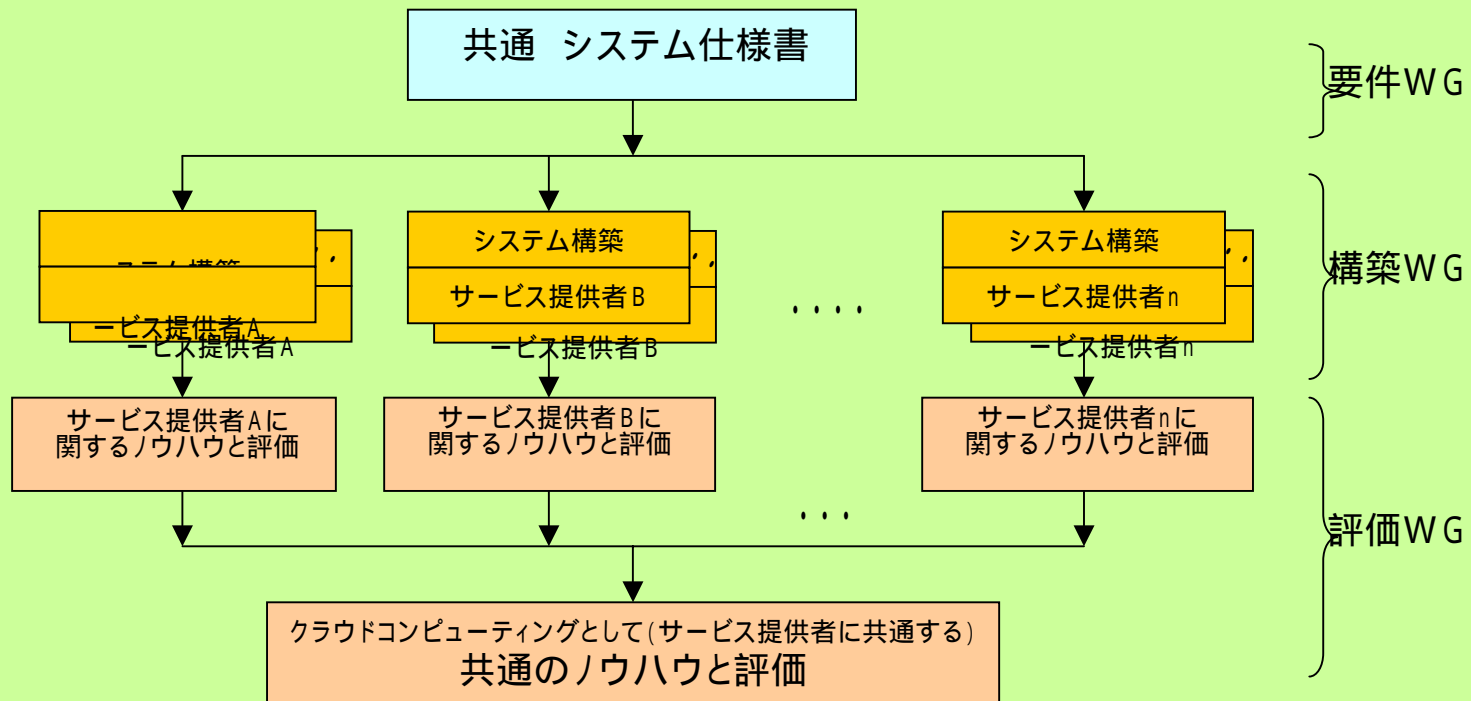 共通 システム仕様書
要件WG
システム構築
システム構築
構築WG
サービス提供者B
サービス提供者n
‥‥
ービス提供者A
ービス提供者A
ービス提供者B
ービス提供者n
サービス提供者Aに
関するノウハウと評価
サービス提供者Bに
関するノウハウと評価
サービス提供者nに
関するノウハウと評価
・・・
評価WG
クラウドコンピューティングとして(サービス提供者に共通する)
共通のノウハウと評価